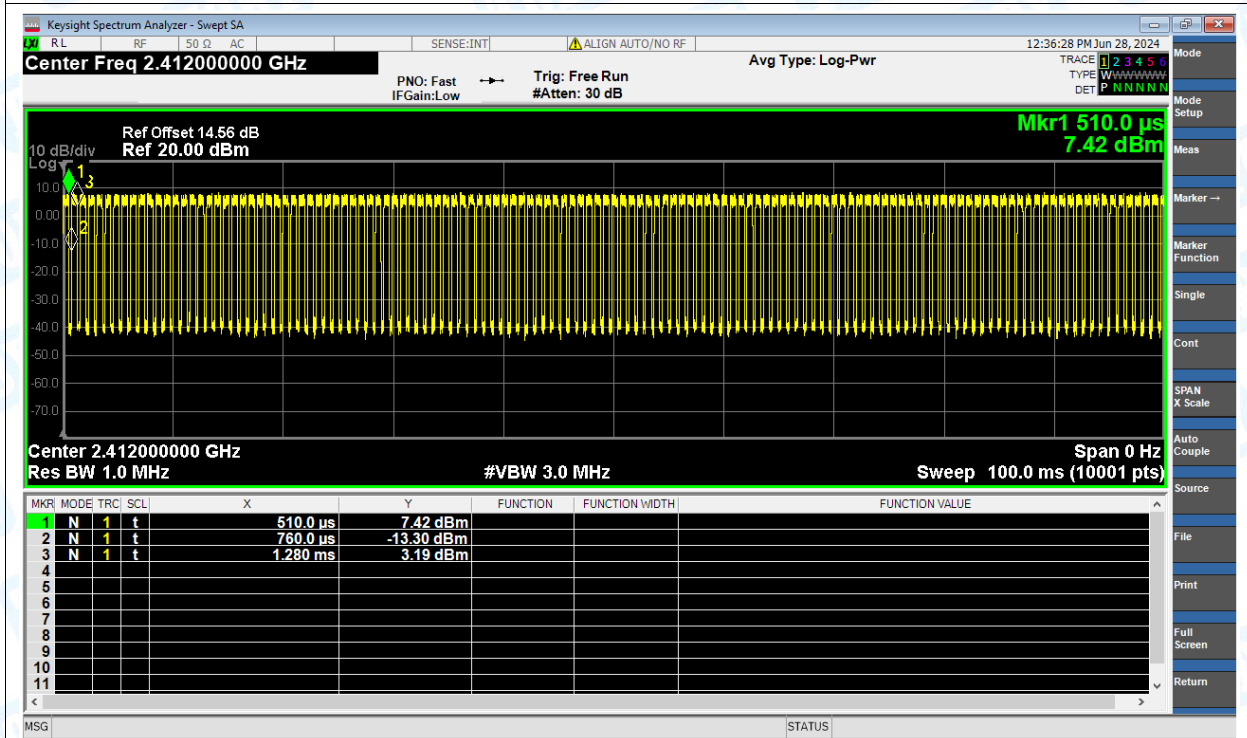 Keysight Spectrum Analyzer - Swept SA
LXI RL RF 50 Ω AC SENSE:INT ALIGN AUTO/NO RF 12:36:28 PM Jun 28, 2024
Center Freq 2.412000000 GHz
PNO: Fast
IFGain:Low
Trig: Free Run
#Atten: 30 dB
Avg Type: Log-Pwr
TRACE 1 2 3 4 5 6
TYPE WWWWWW
DET P N N N N N
Mkr1 510.0 µs
7.42 dBm
Ref Offset 14.56 dB
10 dB/div Ref 20.00 dBm
Log
1
3
2
10.0
0.00
-10.0
-20.0
-30.0
-40.0
-50.0
-60.0
-70.0
Center 2.412000000 GHz Span 0 Hz
Res BW 1.0 MHz #VBW 3.0 MHz Sweep 100.0 ms (10001 pts)
MKR MODE TRC SCL X Y FUNCTION FUNCTION WIDTH FUNCTION VALUE
1 N 1 t 510.0 µs 7.42 dBm
2 N 1 t 760.0 µs -13.30 dBm
3 N 1 t 1.280 ms 3.19 dBm
4
5
6
7
8
9
10
11
MSG STATUS
Mode
Mode Setup
Meas
Marker →
Marker Function
Single
Cont
SPAN X Scale
Auto Couple
Source
File
Print
Full Screen
Return